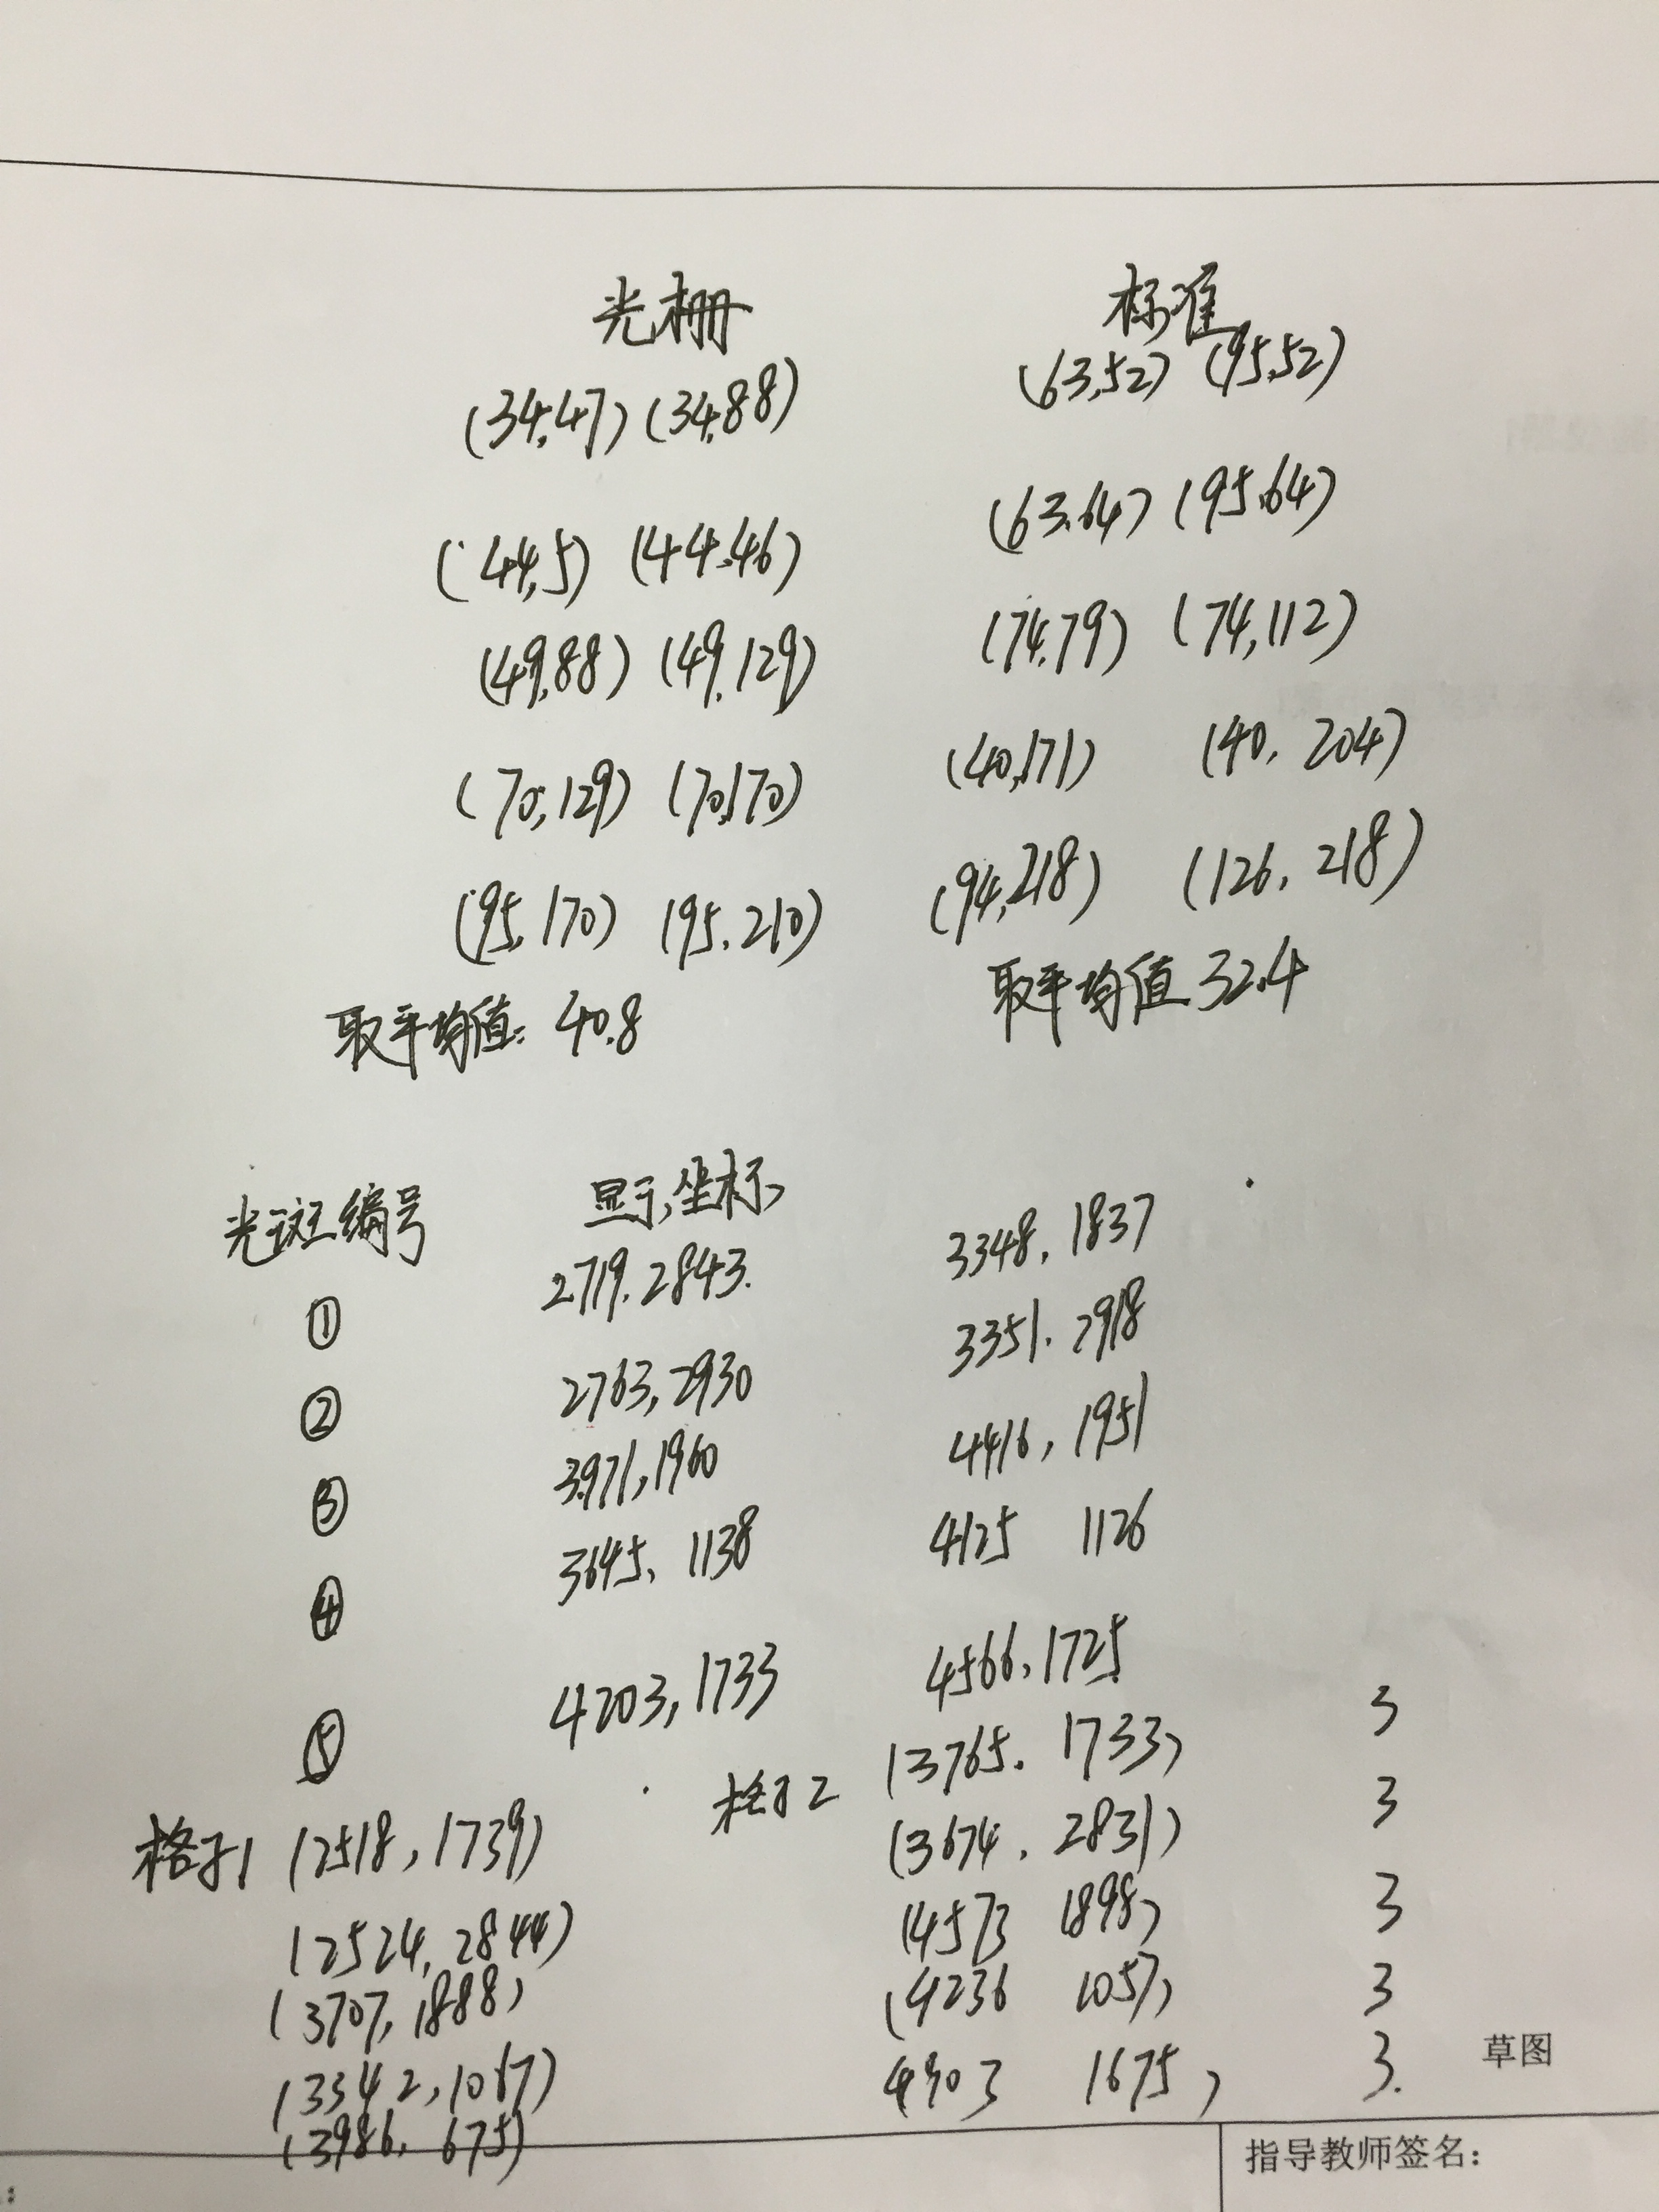 光栅 标准
(34,47) (34,88) (63,52) (95,52)
(44,5) (44,46) (63,64) (95,64)
(49,88) (49,129) (74,79) (74,112)
(70,129) (70,170) (40,171) (40,204)
(95,170) (95,210) (94,218) (126,218)
取平均值: 40.8 取平均值 32.4
光斑编号 显示坐标
① 2719,2843. 3348,1837
② 2763,2930 3351,2918
③ 3971,1960 4416,1951
④ 3645,1138 4125 1126
⑤ 4203,1733 4566,1725
格子1 (2518,1739) 格子2 (3765,1733) 3
(2524,2844) (3674,2831) 3
(3707,1888) (4573 1898) 3
(3342,1067) (4236 1057) 3
(3986, 675) 1675) 3.
草图
指导教师签名：